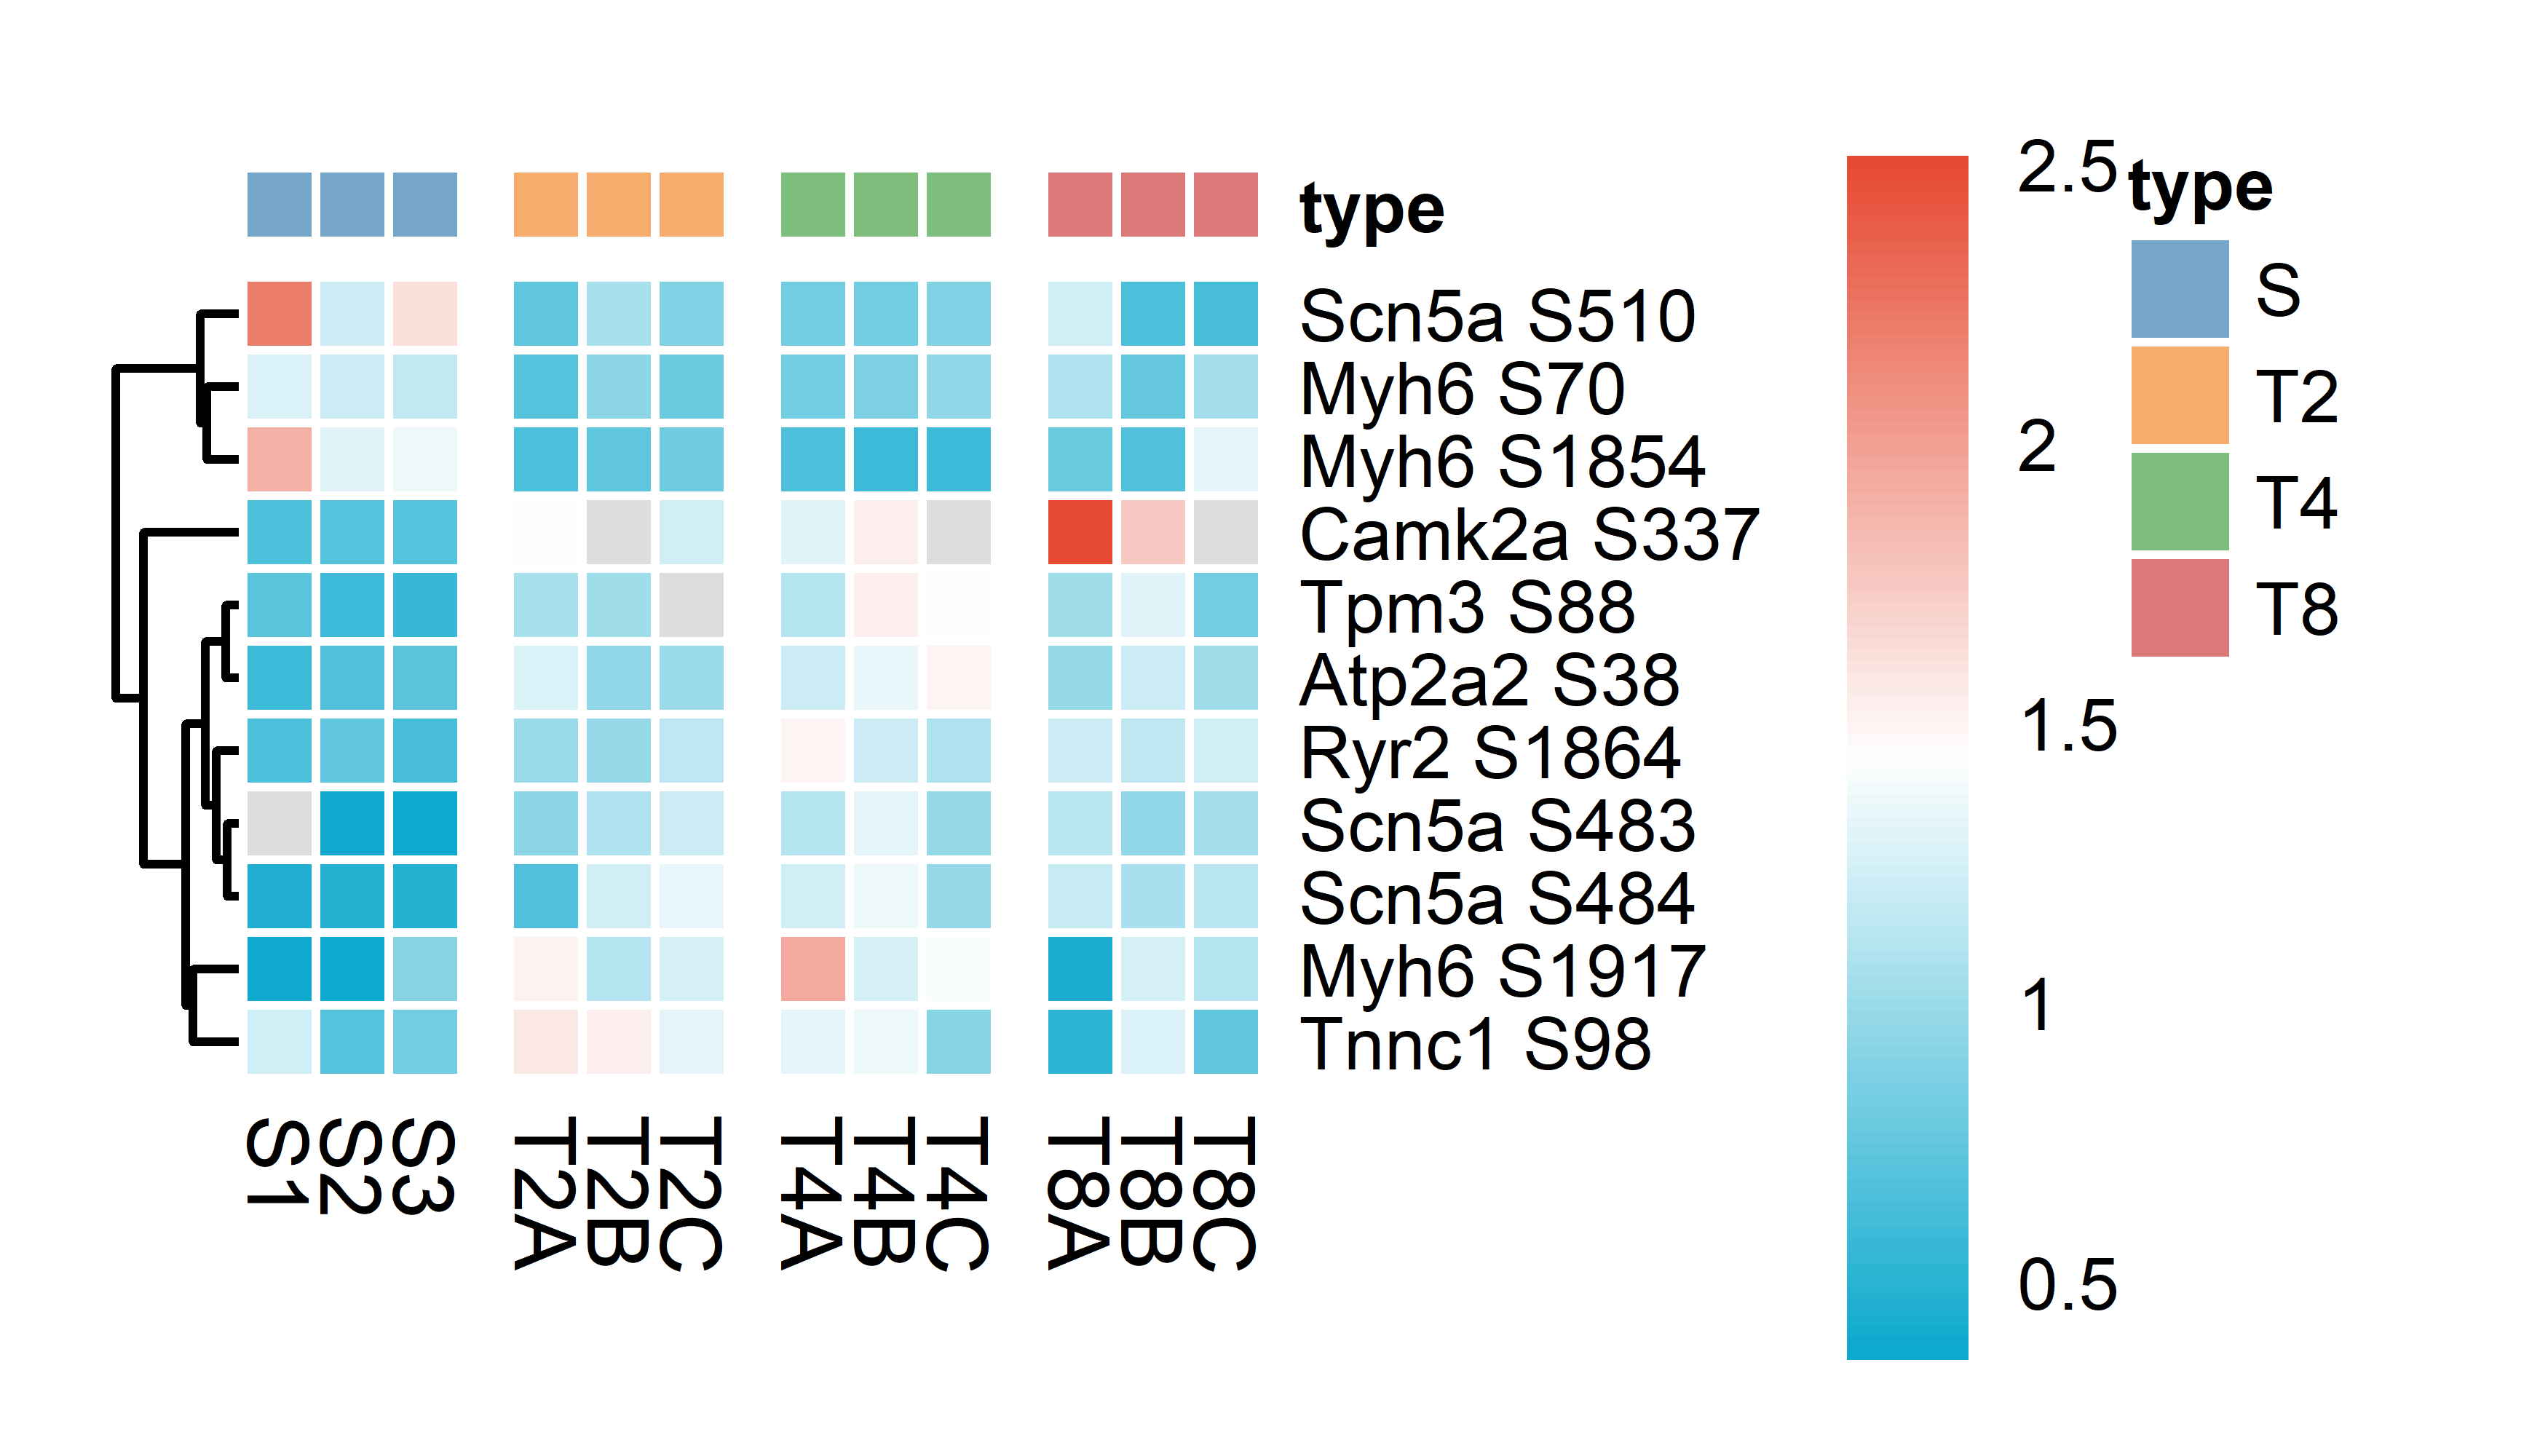 type
Scn5a S510
Myh6 S70
Myh6 S1854
Camk2a S337
Tpm3 S88
Atp2a2 S38
Ryr2 S1864
Scn5a S483
Scn5a S484
Myh6 S1917
Tnnc1 S98
S1 S2 S3 T2A T2B T2C T4A T4B T4C T8A T8B T8C
2.5
2
1.5
1
0.5
type
S
T2
T4
T8